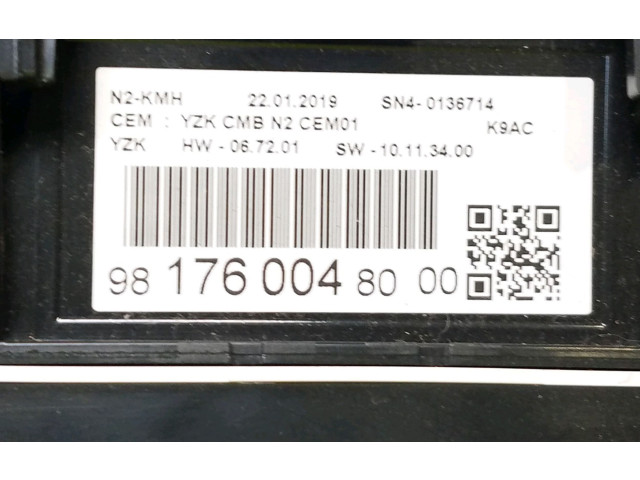 N2-KMH 22.01.2019 SN4- 0136714
CEM : YZK CMB N2 CEM01 K9AC
YZK HW - 06.72.01 SW - 10.11.34.00
98 176 004 80 00